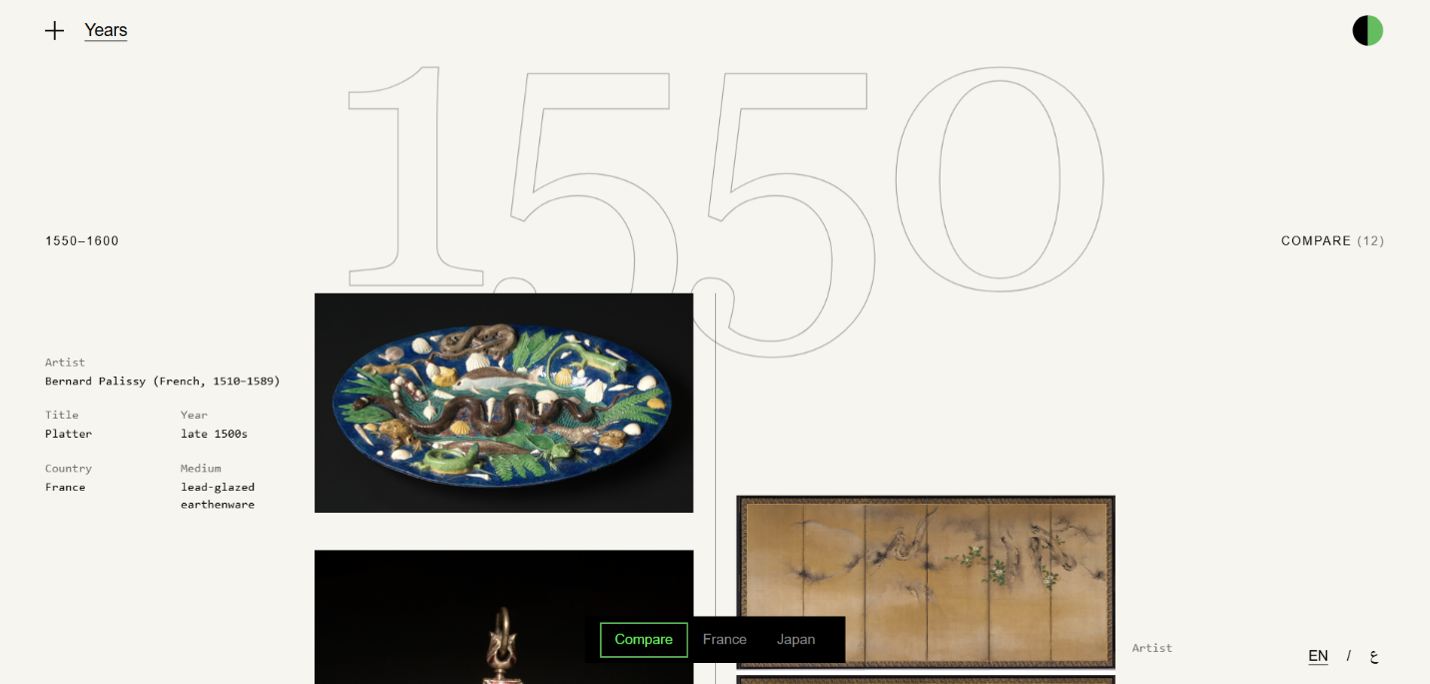 Years
1550
1550–1600
COMPARE (12)
Artist
Bernard Palissy (French, 1510–1589)
Title
Year
Platter
late 1500s
Country
Medium
France
lead-glazed
earthenware
Compare
France
Japan
Artist
EN / ع